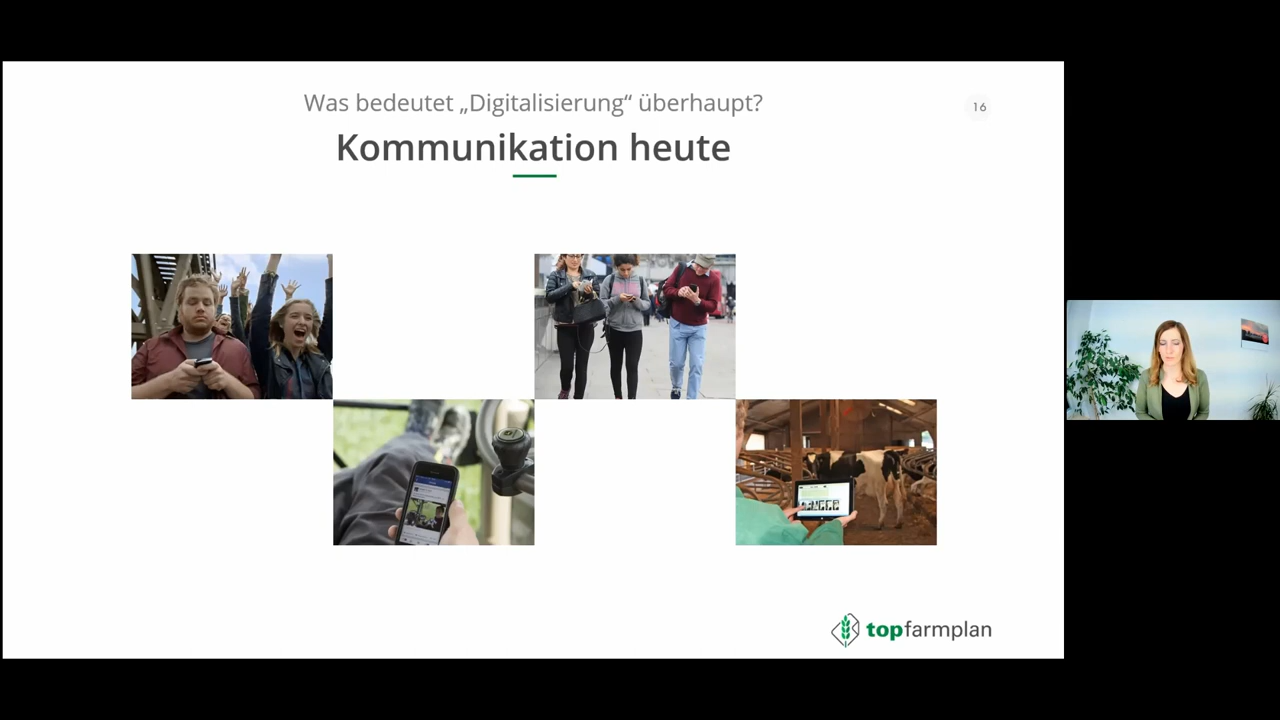 Was bedeutet „Digitalisierung“ überhaupt?
16
Kommunikation heute
topfarmplan